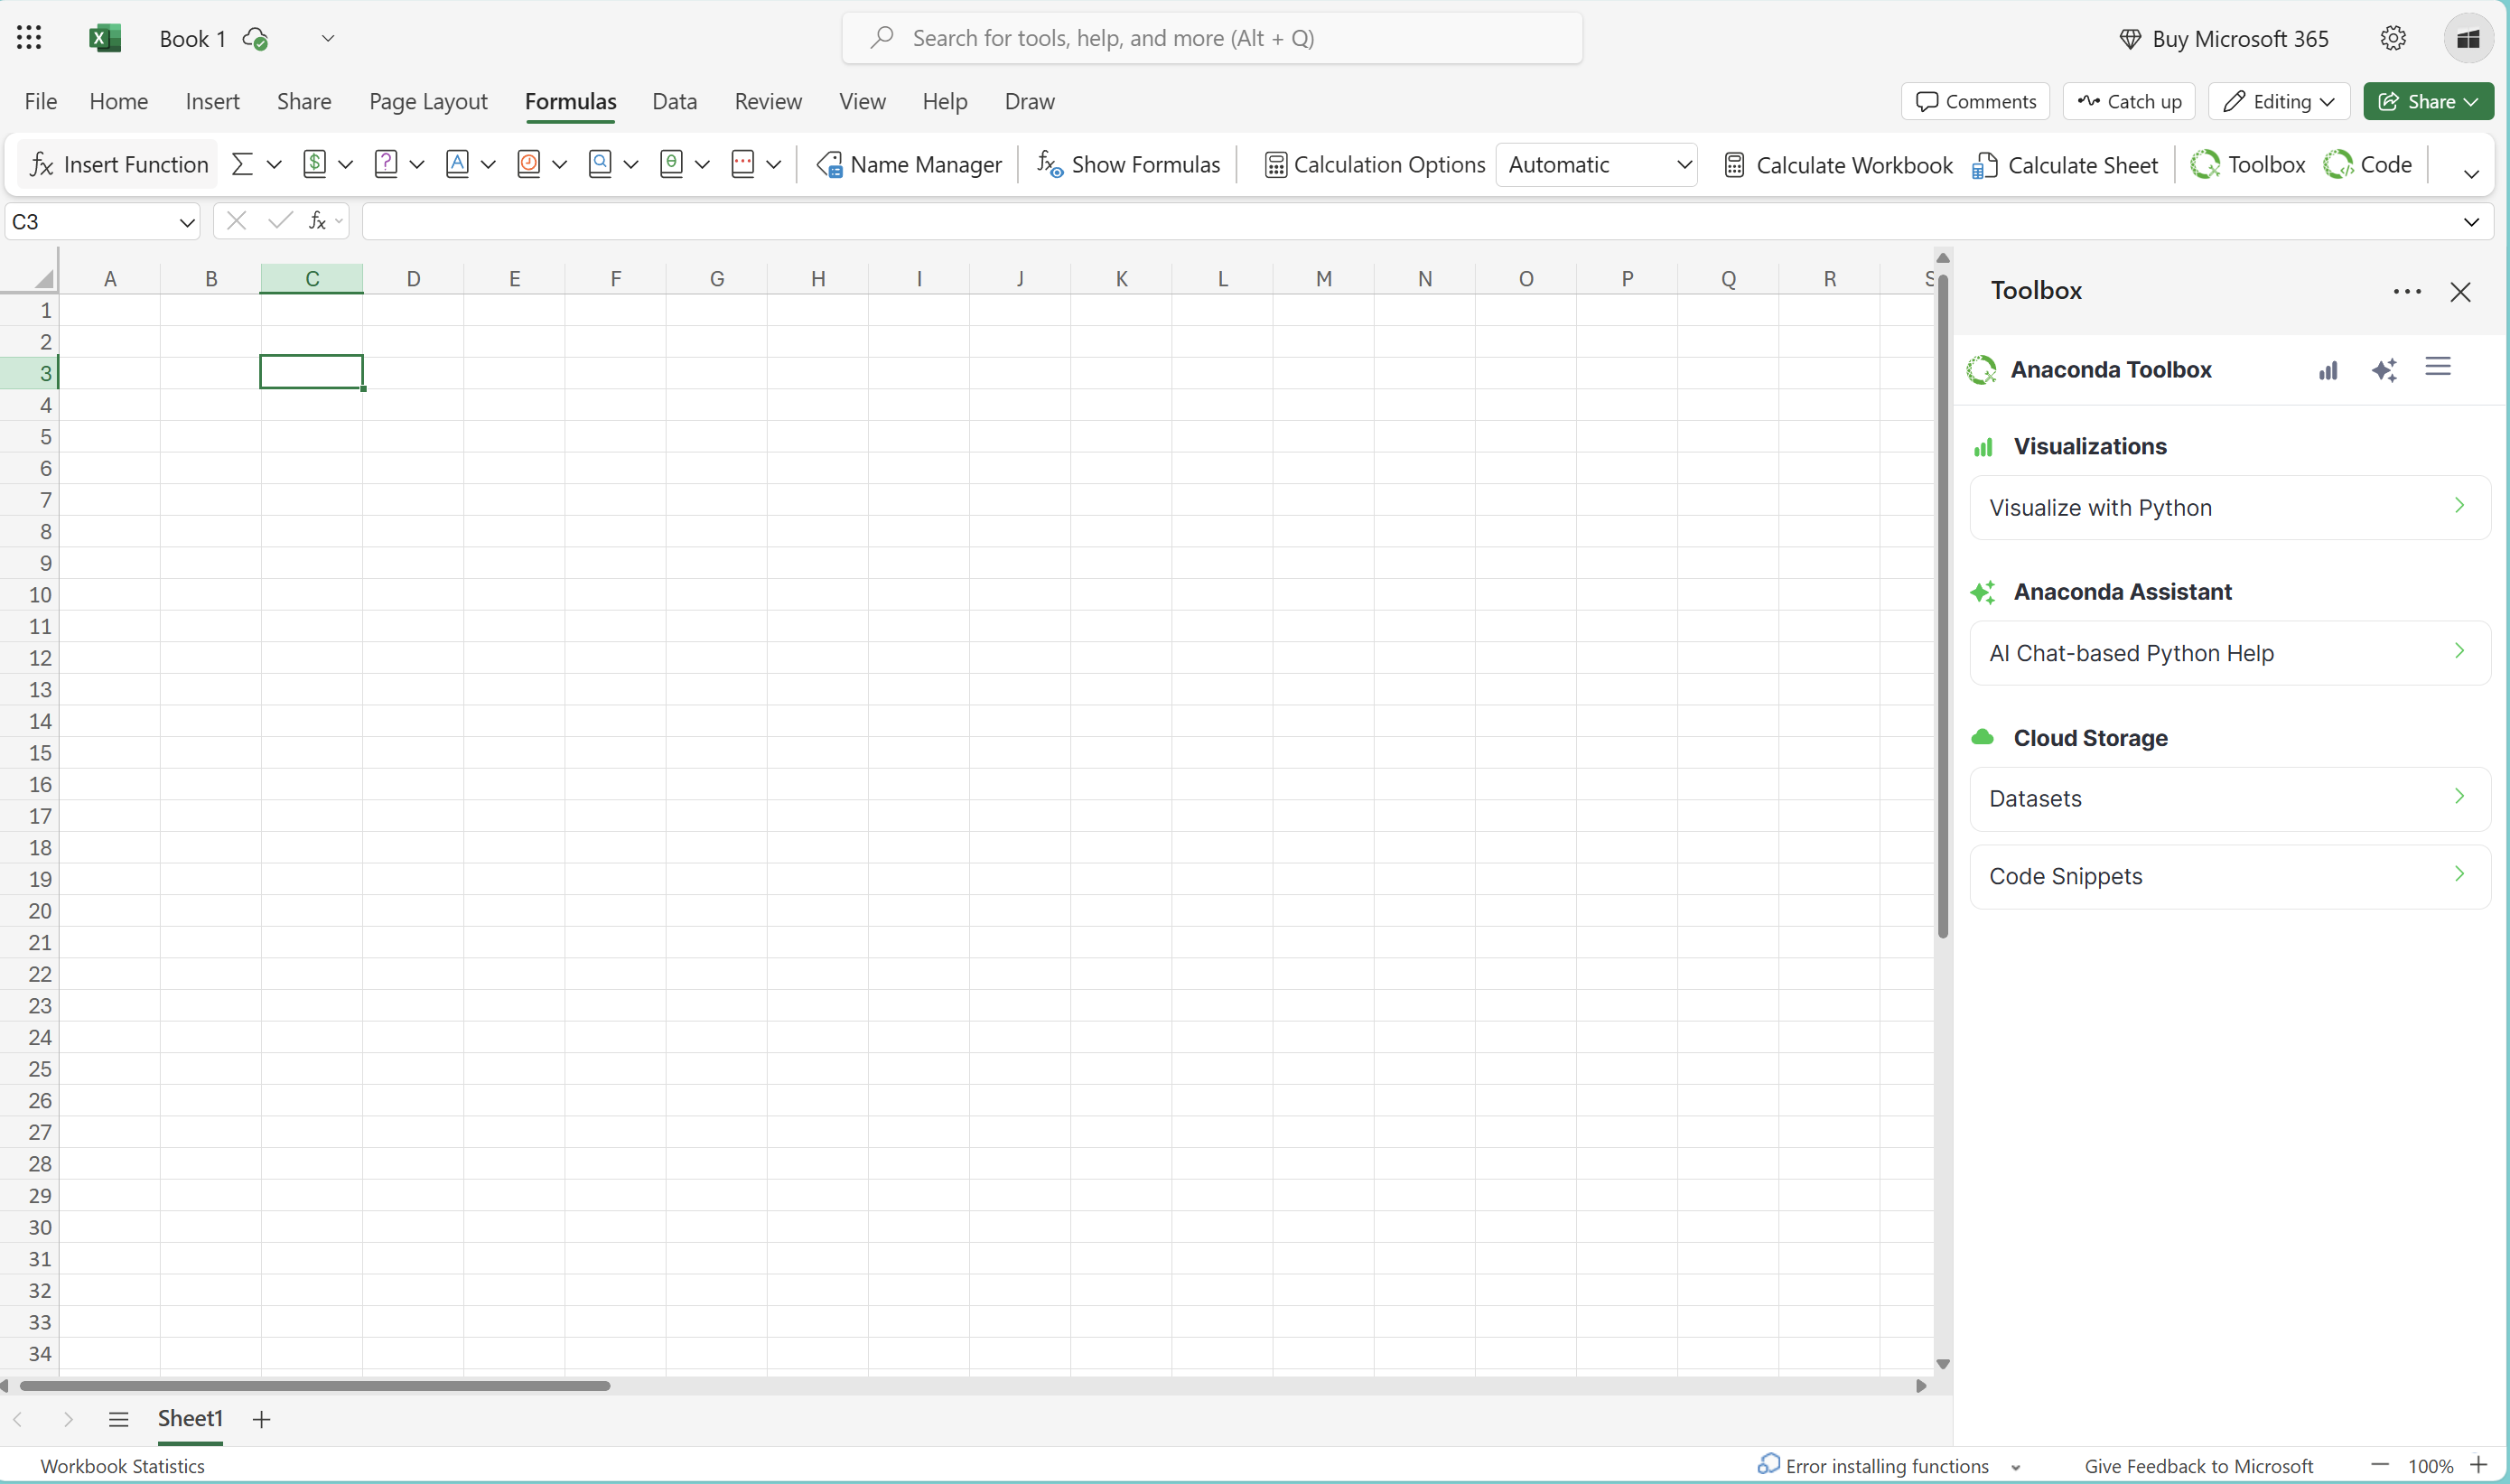 Book 1
Search for tools, help, and more (Alt + Q)
Buy Microsoft 365
File Home Insert Share Page Layout Formulas Data Review View Help Draw
Comments Catch up Editing Share
Insert Function Name Manager Show Formulas Calculation Options Automatic Calculate Workbook Calculate Sheet Toolbox Code
C3 fx
A B C D E F G H I J K L M N O P Q R S
1
2
3
4
5
6
7
8
9
10
11
12
13
14
15
16
17
18
19
20
21
22
23
24
25
26
27
28
29
30
31
32
33
34
Toolbox
Anaconda Toolbox
Visualizations
Visualize with Python
Anaconda Assistant
AI Chat-based Python Help
Cloud Storage
Datasets
Code Snippets
Sheet1
Workbook Statistics Error installing functions Give Feedback to Microsoft 100%